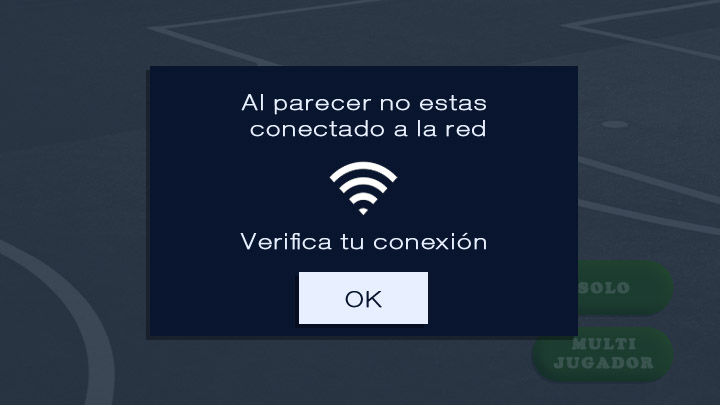 Al parecer no estas
conectado a la red
Verifica tu conexión
OK
SOLO
MULTI
JUGADOR